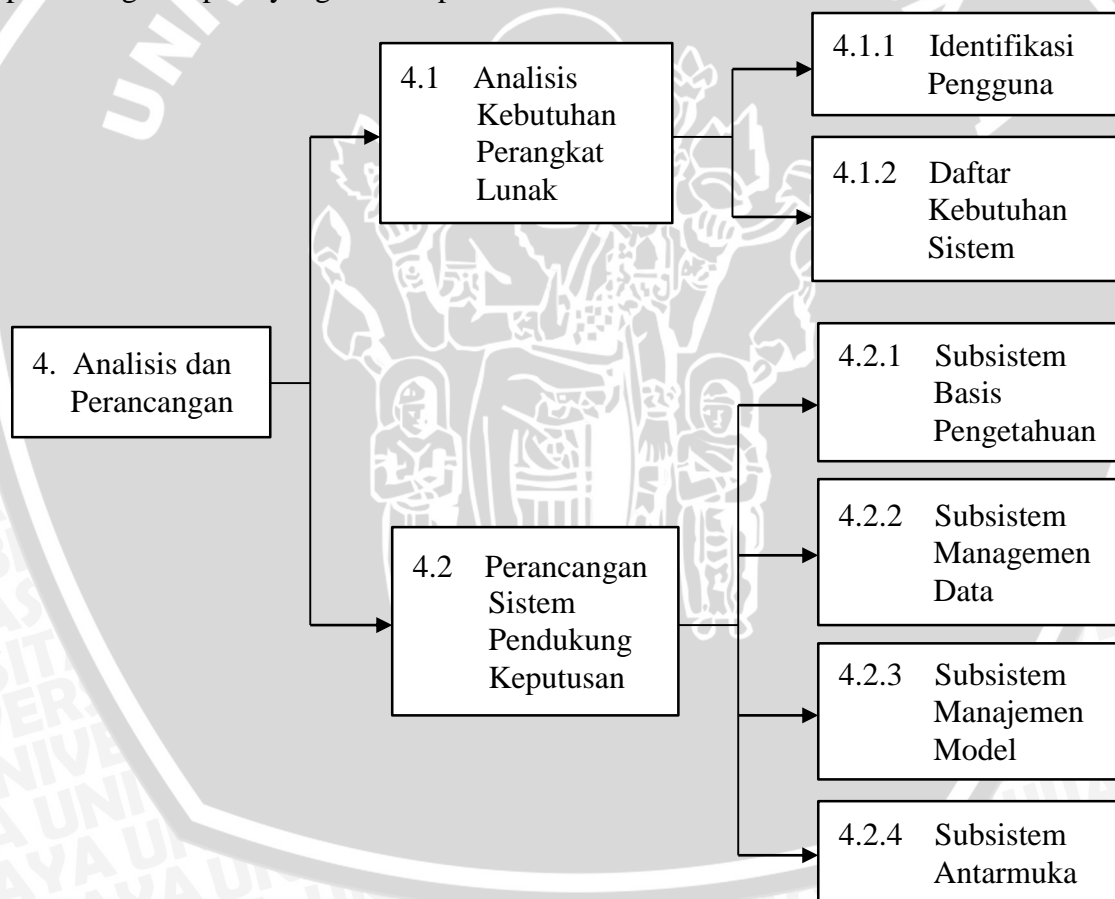 4. Analisis dan
Perancangan
4.1 Analisis
Kebutuhan
Perangkat
Lunak
4.1.1 Identifikasi
Pengguna
4.1.2 Daftar
Kebutuhan
Sistem
4.2 Perancangan
Sistem
Pendukung
Keputusan
4.2.1 Subsistem
Basis
Pengetahuan
4.2.2 Subsistem
Managemen
Data
4.2.3 Subsistem
Manajemen
Model
4.2.4 Subsistem
Antarmuka